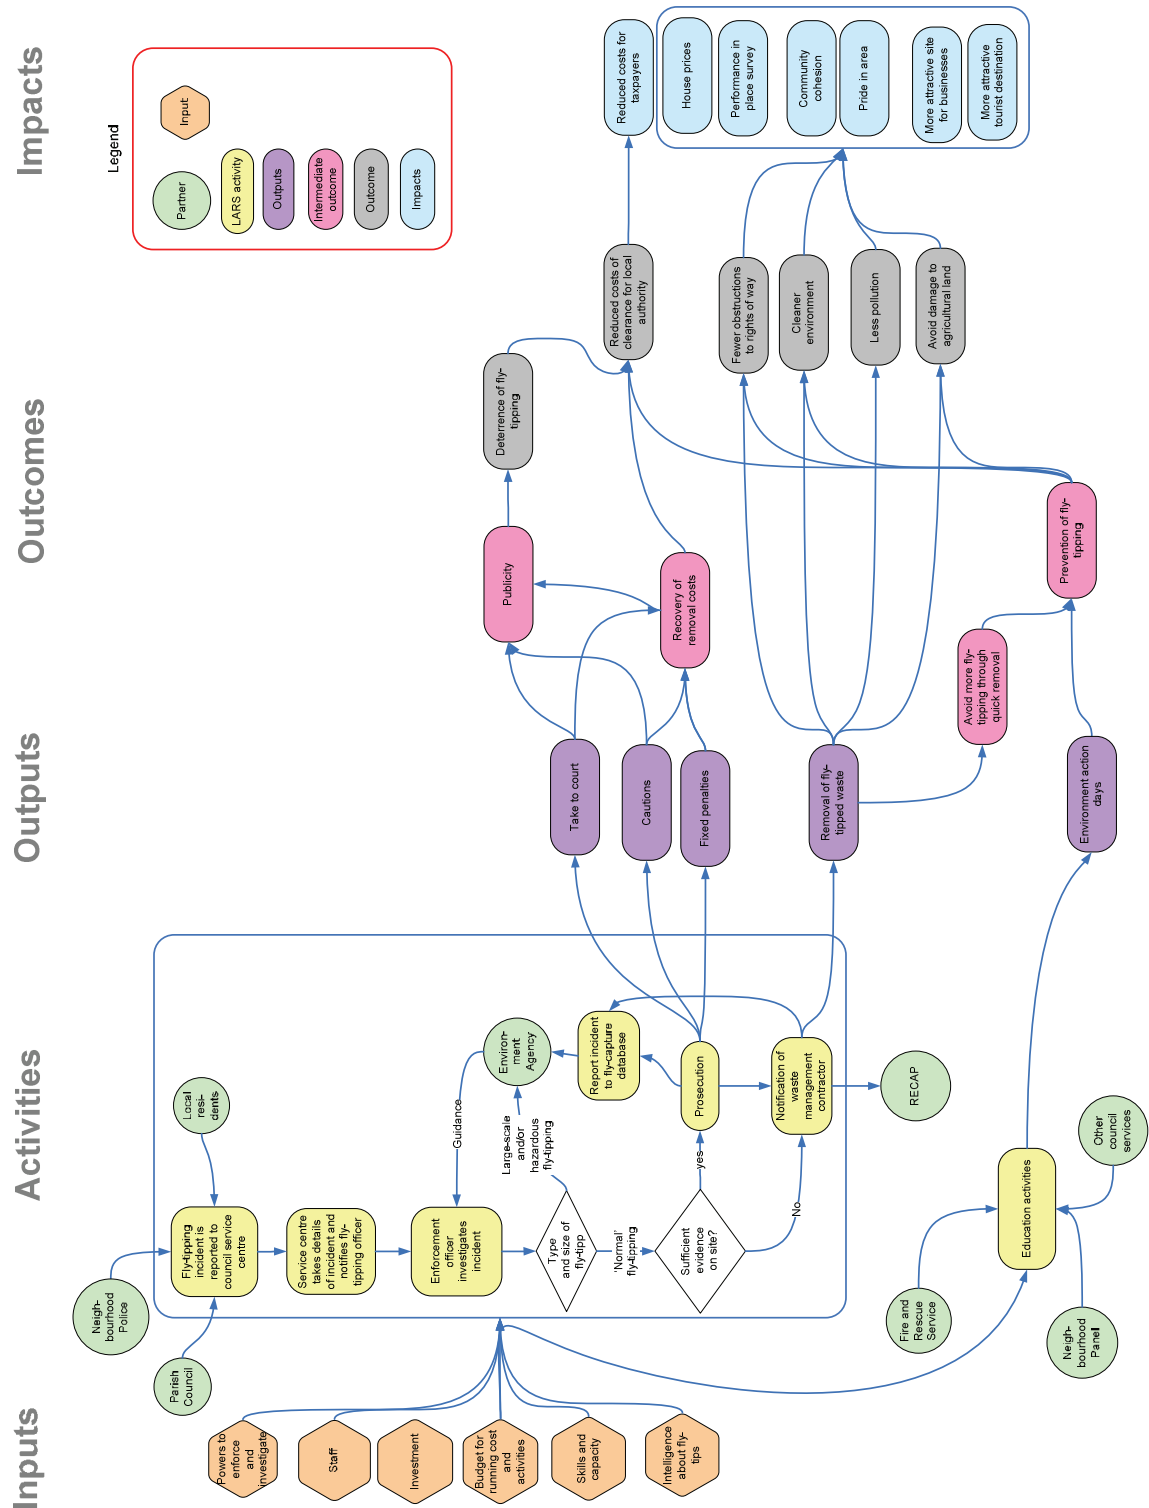 Inputs
Activities
Outputs
Outcomes
Impacts
Legend
Partner
Input
LARS activity
Outputs
Intermediate
outcome
Outcome
Impacts
Powers to
enforce
and
investigate
Staff
Investment
Budget for
running cost
and
activities
Skills and
capacity
Intelligence
about fly-
tips
Neigh-
bourhood
Police
Parish
Council
Local
resi-
dents
Fly-tipping
incident is
reported to
council service
centre
Service centre
takes details
of incident and
notifies fly-
tipping officer
Enforcement
officer
investigates
incident
Guidance
Environ-
ment
Agency
Type
and size of
fly-tipp
Large-scale
and/or
hazardous
fly-tipping
'Normal'
fly-tipping
Report incident
to fly-capture
database
Sufficient
evidence
on site?
yes
Prosecution
No
Notification of
waste
management
contractor
RECAP
Fire and
Rescue
Service
Neigh-
bourhood
Panel
Education activities
Other
council
services
Take to court
Cautions
Fixed penalties
Removal of fly-
tipped waste
Environment action
days
Publicity
Recovery of
removal costs
Avoid more fly-
tipping through
quick removal
Prevention of fly-
tipping
Deterrence of fly-
tipping
Reduced costs of
clearance for local
authority
Fewer obstructions
to rights of way
Cleaner
environment
Less pollution
Avoid damage to
agricultural land
Reduced costs for
taxpayers
House prices
Performance in
place survey
Community
cohesion
Pride in area
More attractive site
for businesses
More attractive
tourist destination